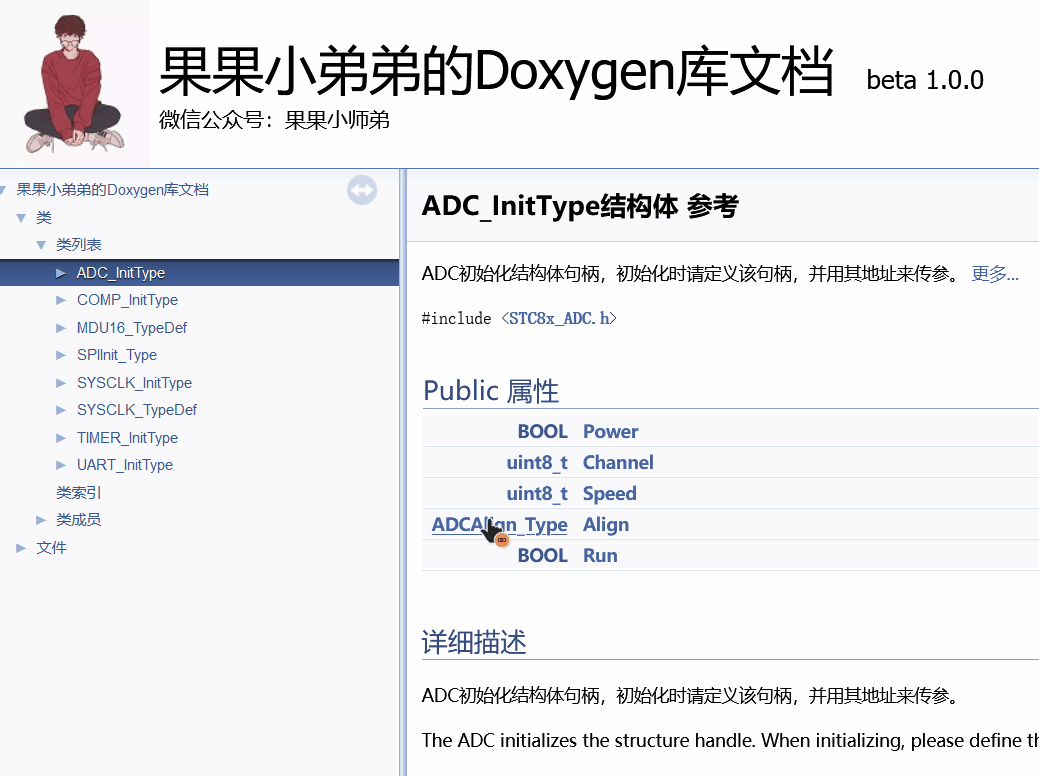 果果小弟弟的Doxygen库文档 beta 1.0.0
微信公众号：果果小师弟
果果小弟弟的Doxygen库文档
类
类列表
ADC_InitType
COMP_InitType
MDU16_TypeDef
SPIInit_Type
SYSCLK_InitType
SYSCLK_TypeDef
TIMER_InitType
UART_InitType
类索引
类成员
文件
ADC_InitType结构体 参考
ADC初始化结构体句柄，初始化时请定义该句柄，并用其地址来传参。 更多...
#include <STC8x_ADC.h>
Public 属性
BOOL Power
uint8_t Channel
uint8_t Speed
ADCAlign_Type Align
BOOL Run
详细描述
ADC初始化结构体句柄，初始化时请定义该句柄，并用其地址来传参。
The ADC initializes the structure handle. When initializing, please define